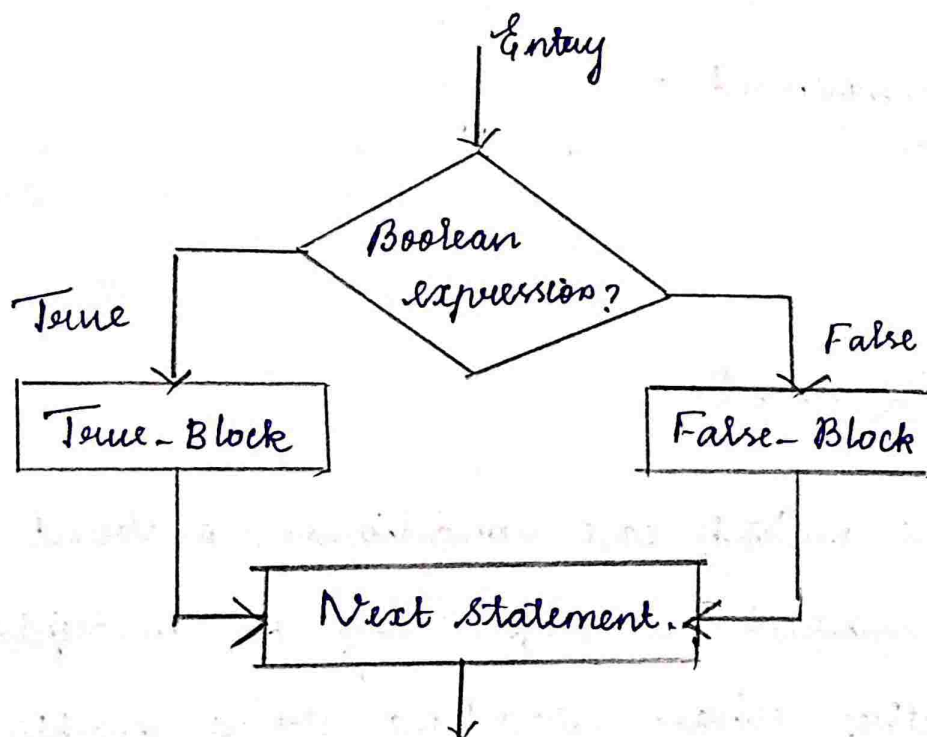 Entry
Boolean
expression?
True
False
True-Block
False-Block
Next statement.